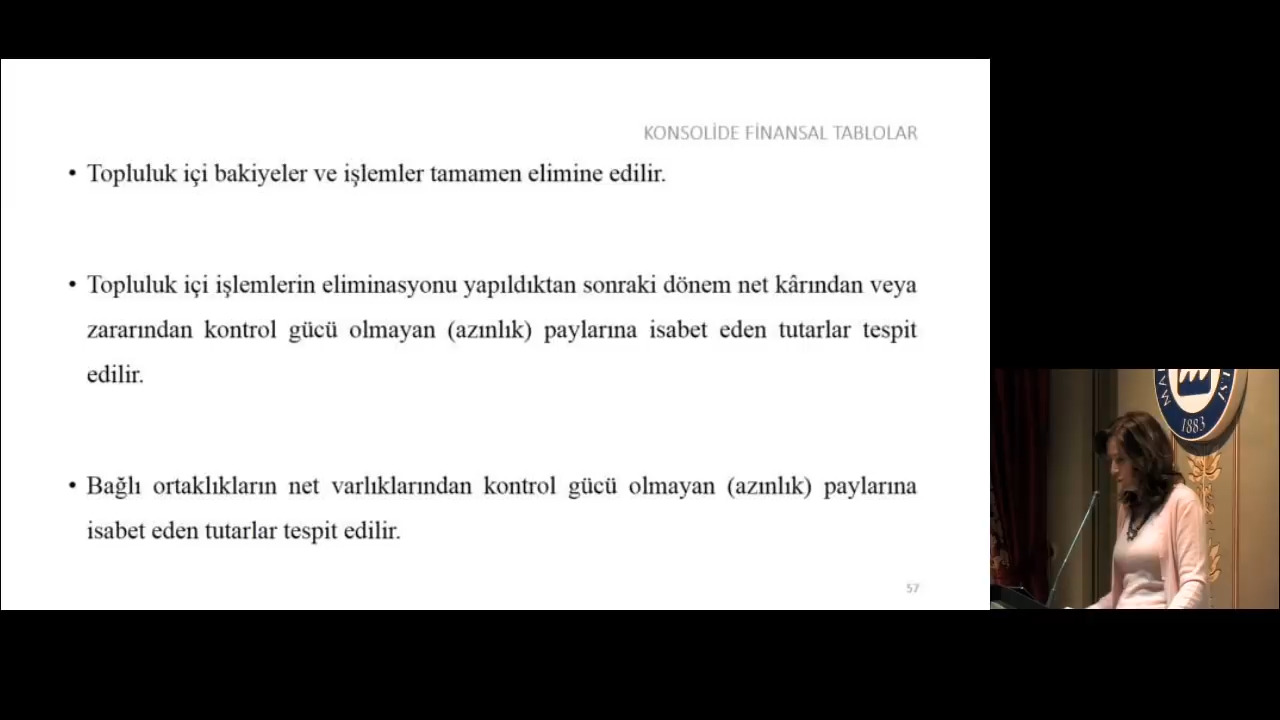 KONSOLİDE FİNANSAL TABLOLAR
• Topluluk içi bakiyeler ve işlemler tamamen elimine edilir.
• Topluluk içi işlemlerin eliminasyonu yapıldıktan sonraki dönem net kârından veya
zararından kontrol gücü olmayan (azınlık) paylarına isabet eden tutarlar tespit
edilir.
• Bağlı ortaklıkların net varlıklarından kontrol gücü olmayan (azınlık) paylarına
isabet eden tutarlar tespit edilir.
57
1883